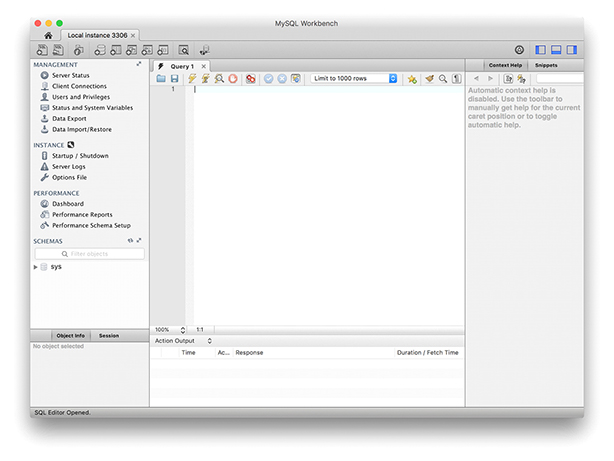 MySQL Workbench
Local instance 3306
MANAGEMENT
Server Status
Client Connections
Users and Privileges
Status and System Variables
Data Export
Data Import/Restore
INSTANCE
Startup / Shutdown
Server Logs
Options File
PERFORMANCE
Dashboard
Performance Reports
Performance Schema Setup
SCHEMAS
Filter objects
sys
Object Info Session
No object selected
Query 1
Limit to 1000 rows
1
100% 1:1
Action Output
Time Ac... Response Duration / Fetch Time
Context Help Snippets
Automatic context help is
disabled. Use the toolbar to
manually get help for the current
caret position or to toggle
automatic help.
SQL Editor Opened.